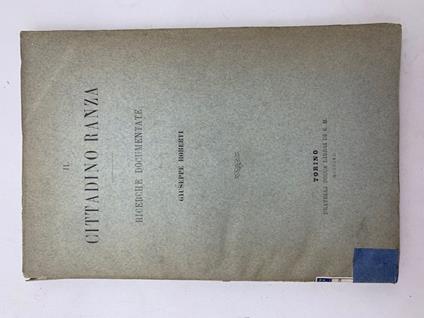 IL
CITTADINO RANZA
RICERCHE DOCUMENTATE
GIUSEPPE ROBERTI
TORINO
FRATELLI BOCCA LIBRAI DI S. M.